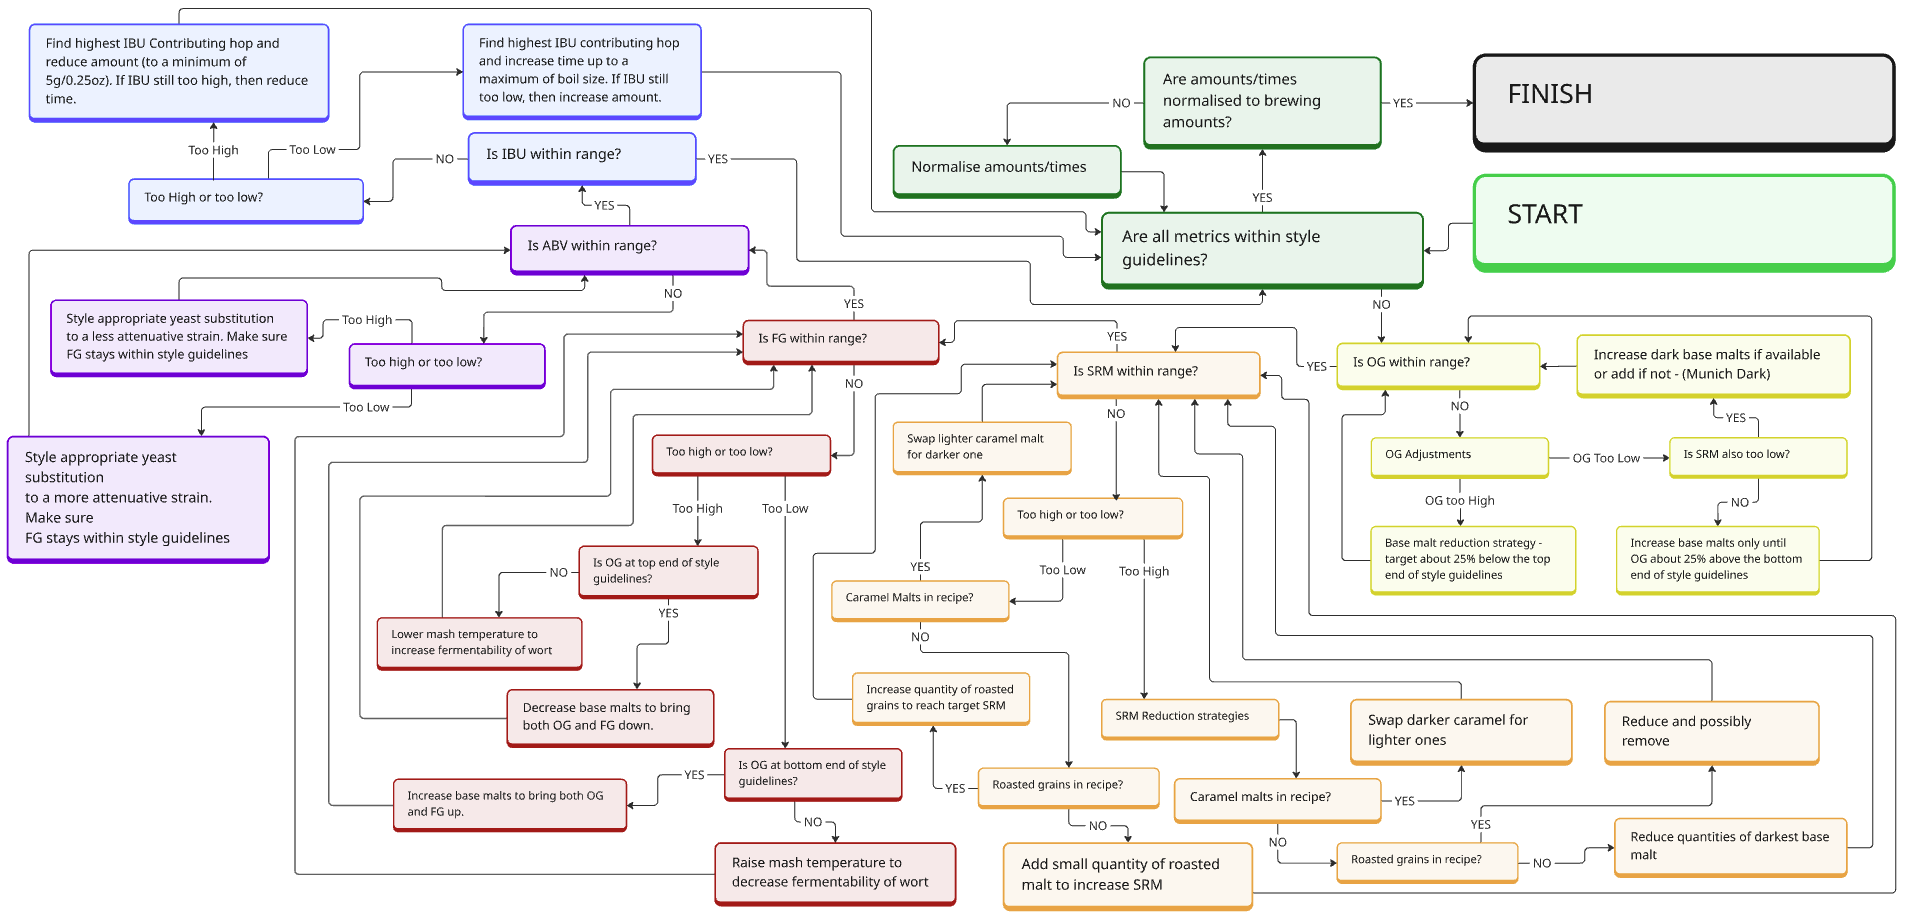 Find highest IBU Contributing hop and
reduce amount (to a minimum of
5g/0.25oz). If IBU still too high, then reduce
time.
Find highest IBU contributing hop
and increase time up to a
maximum of boil size. If IBU still
too low, then increase amount.
Are amounts/times
normalised to brewing
amounts?
NO
YES
FINISH
Too High
Too Low
NO
Is IBU within range?
YES
Normalise amounts/times
Too High or too low?
YES
YES
START
Is ABV within range?
Are all metrics within style
guidelines?
NO
YES
NO
Style appropriate yeast substitution
to a less attenuative strain. Make sure
FG stays within style guidelines
Too High
Too high or too low?
Too Low
Is FG within range?
YES
Is SRM within range?
YES
Is OG within range?
Increase dark base malts if available
or add if not - (Munich Dark)
NO
NO
NO
YES
Style appropriate yeast
substitution
to a more attenuative strain.
Make sure
FG stays within style guidelines
Too high or too low?
Swap lighter caramel malt
for darker one
OG Adjustments
OG Too Low
Is SRM also too low?
Too High
Too Low
Too high or too low?
OG too High
NO
Is OG at top end of style
guidelines?
NO
YES
YES
Too Low
Too High
Base malt reduction strategy -
target about 25% below the top
end of style guidelines
Increase base malts only until
OG about 25% above the bottom
end of style guidelines
Caramel Malts in recipe?
NO
Lower mash temperature to
increase fermentability of wort
Decrease base malts to bring
both OG and FG down.
Increase quantity of roasted
grains to reach target SRM
SRM Reduction strategies
Swap darker caramel for
lighter ones
Reduce and possibly
remove
Is OG at bottom end of style
guidelines?
YES
Increase base malts to bring both OG
and FG up.
NO
YES
Roasted grains in recipe?
NO
Caramel malts in recipe?
YES
NO
YES
Raise mash temperature to
decrease fermentability of wort
Add small quantity of roasted
malt to increase SRM
Roasted grains in recipe?
NO
Reduce quantities of darkest base
malt